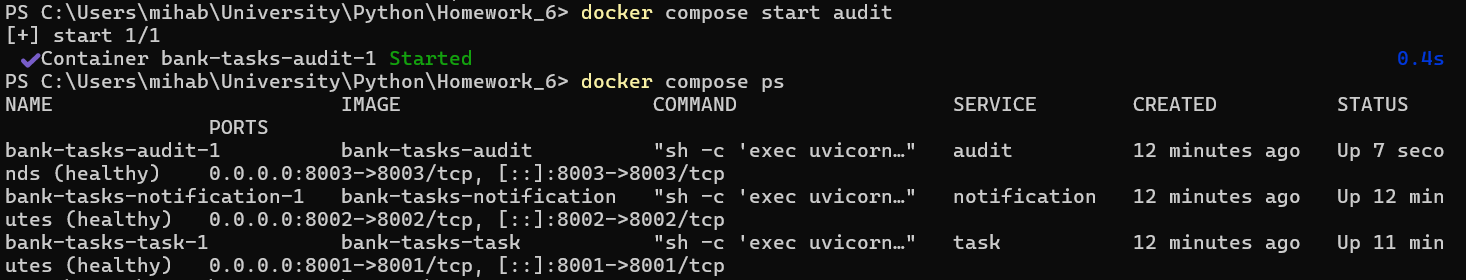 PS C:\Users\mihab\University\Python\Homework_6> docker compose start audit
[+] start 1/1
✔Container bank-tasks-audit-1 Started 0.4s
PS C:\Users\mihab\University\Python\Homework_6> docker compose ps
NAME IMAGE COMMAND SERVICE CREATED STATUS
PORTS
bank-tasks-audit-1 bank-tasks-audit "sh -c 'exec uvicorn…" audit 12 minutes ago Up 7 seco
nds (healthy) 0.0.0.0:8003->8003/tcp, [::]:8003->8003/tcp
bank-tasks-notification-1 bank-tasks-notification "sh -c 'exec uvicorn…" notification 12 minutes ago Up 12 min
utes (healthy) 0.0.0.0:8002->8002/tcp, [::]:8002->8002/tcp
bank-tasks-task-1 bank-tasks-task "sh -c 'exec uvicorn…" task 12 minutes ago Up 11 min
utes (healthy) 0.0.0.0:8001->8001/tcp, [::]:8001->8001/tcp